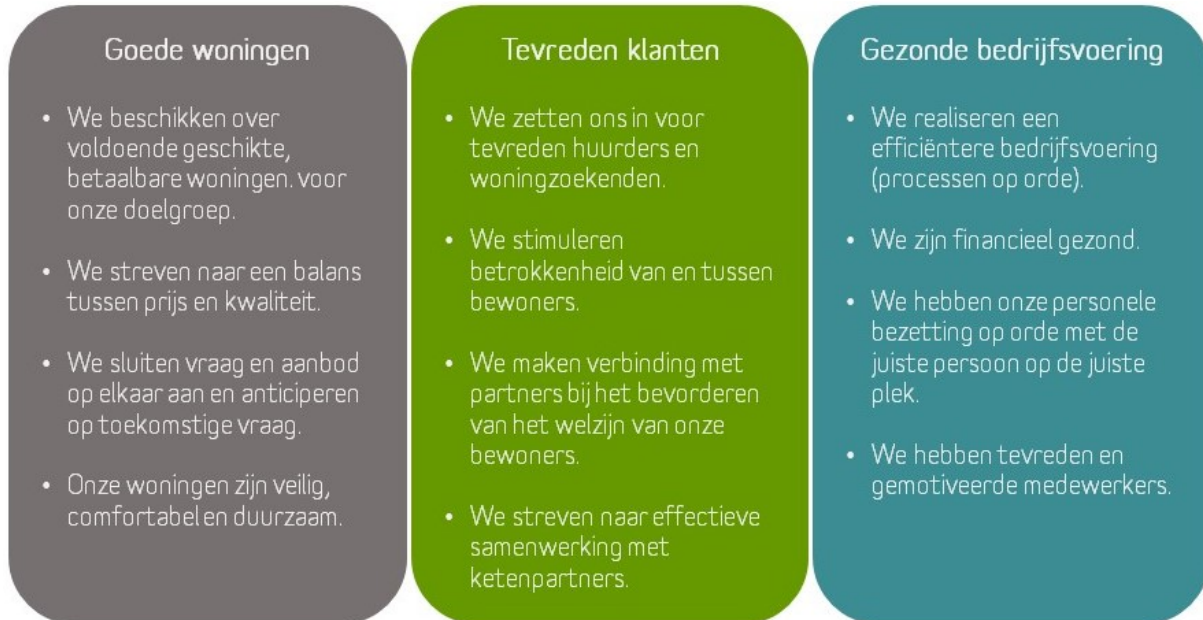 Goede woningen
• We beschikken over
voldoende geschikte,
betaalbare woningen. voor
onze doelgroep.
• We streven naar een balans
tussen prijs en kwaliteit.
• We sluiten vraag en aanbod
op elkaar aan en anticiperen
op toekomstige vraag.
• Onze woningen zijn veilig,
comfortabel en duurzaam.
Tevreden klanten
• We zetten ons in voor
tevreden huurders en
woningzoekenden.
• We stimuleren
betrokkenheid van en tussen
bewoners.
• We maken verbinding met
partners bij het bevorderen
van het welzijn van onze
bewoners.
• We streven naar effectieve
samenwerking met
ketenpartners.
Gezonde bedrijfsvoering
• We realiseren een
efficiëntere bedrijfsvoering
(processen op orde).
• We zijn financieel gezond.
• We hebben onze personele
bezetting op orde met de
juiste persoon op de juiste
plek.
• We hebben tevreden en
gemotiveerde medewerkers.